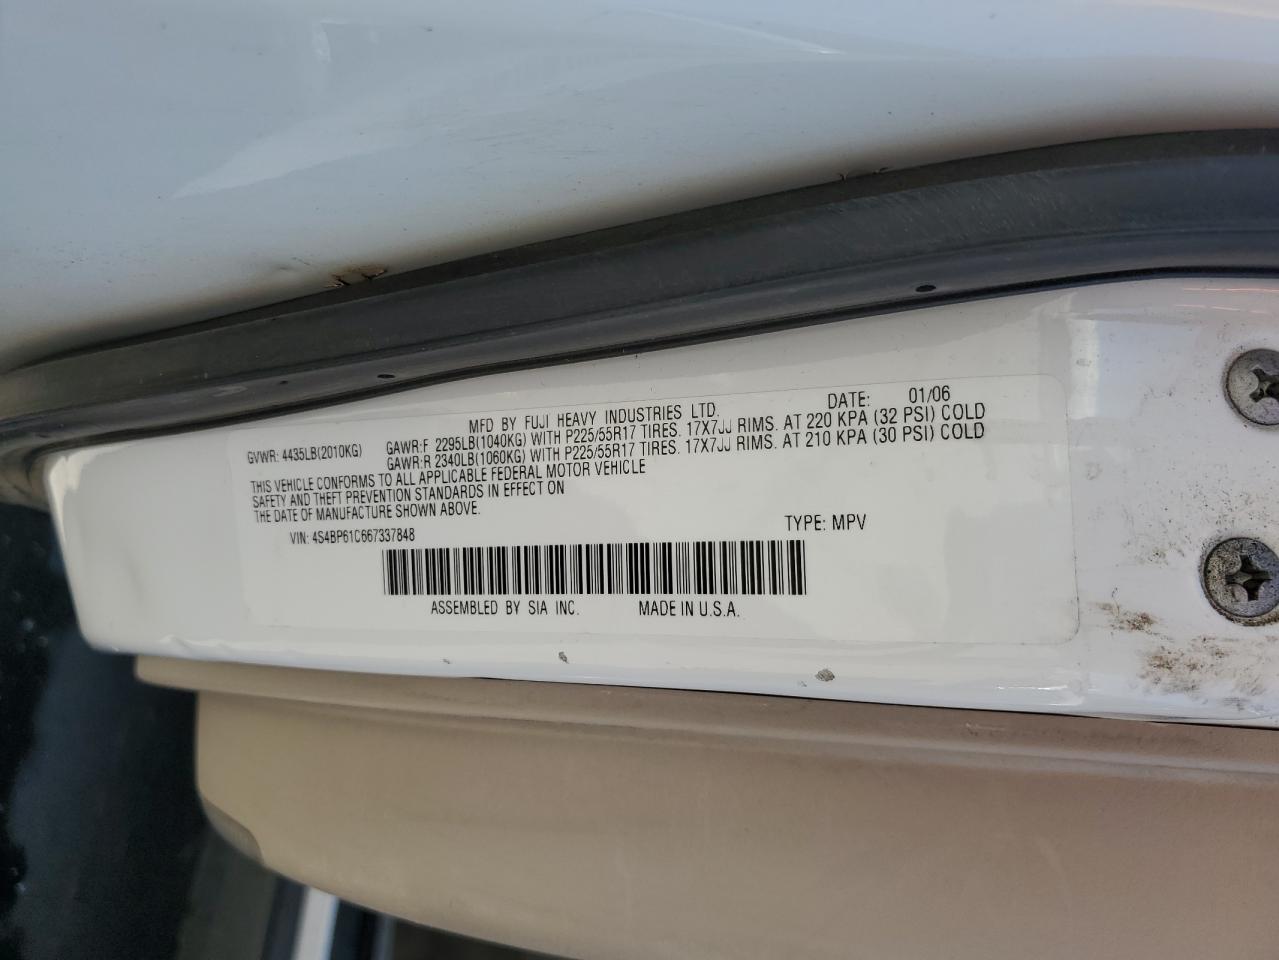 MFD BY FUJI HEAVY INDUSTRIES LTD. DATE: 01/06
GVWR: 4435LB(2010KG) GAWR:F 2295LB(1040KG) WITH P225/55R17 TIRES. 17X7JJ RIMS. AT 220 KPA (32 PSI) COLD
GAWR:R 2340LB(1060KG) WITH P225/55R17 TIRES. 17X7JJ RIMS. AT 210 KPA (30 PSI) COLD
THIS VEHICLE CONFORMS TO ALL APPLICABLE FEDERAL MOTOR VEHICLE
SAFETY AND THEFT PREVENTION STANDARDS IN EFFECT ON
THE DATE OF MANUFACTURE SHOWN ABOVE.
VIN: 4S4BP61C667337848 TYPE: MPV
ASSEMBLED BY SIA INC. MADE IN U.S.A.